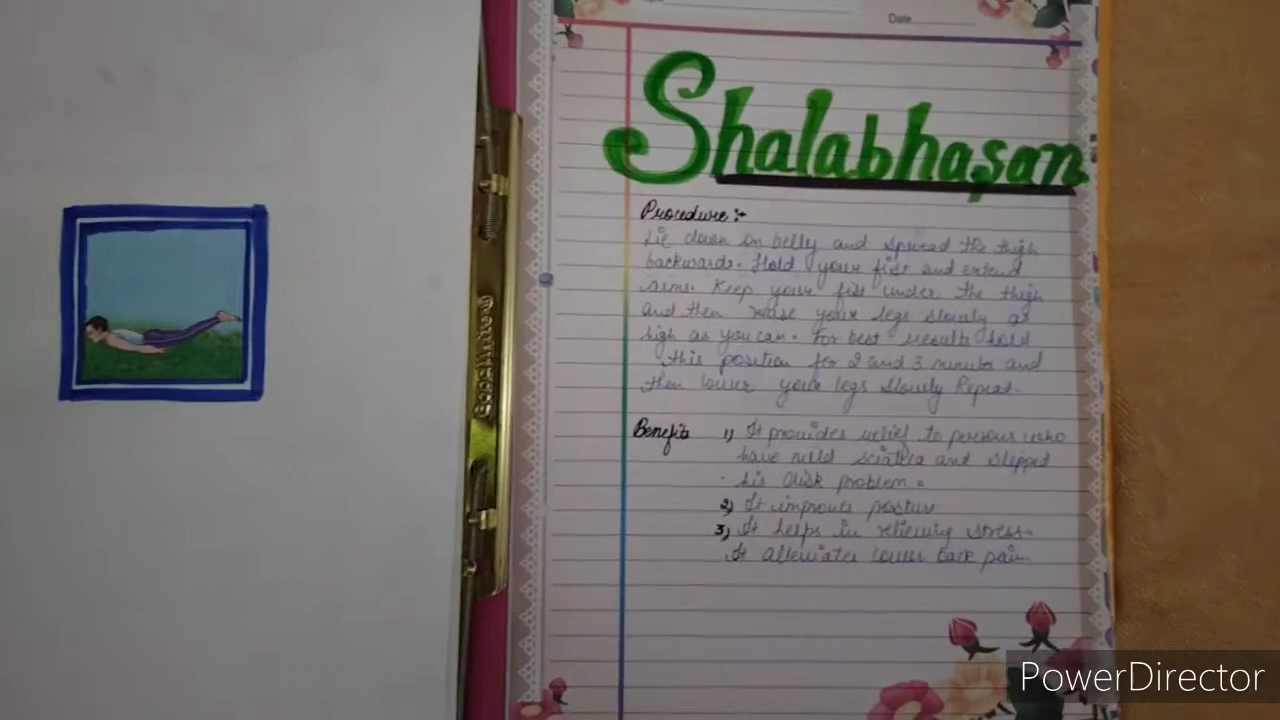 Date
Shalabhasan
Procedure :-
Lie down on belly and spread the thigh
backwards. Hold your fist and extend
arms. Keep your fist under the thigh
and then raise your legs slowly as
high as you can. For best results hold
this position for 2 and 3 minutes and
then lower your legs slowly Repeat.
Benefits 1) It provides relief to persons who
have mild sciatica and slipped
his disk problem.
2) It improves posture
3) It helps in relieving stress.
It alleviates lower back pain
GoodLuck®
PowerDirector